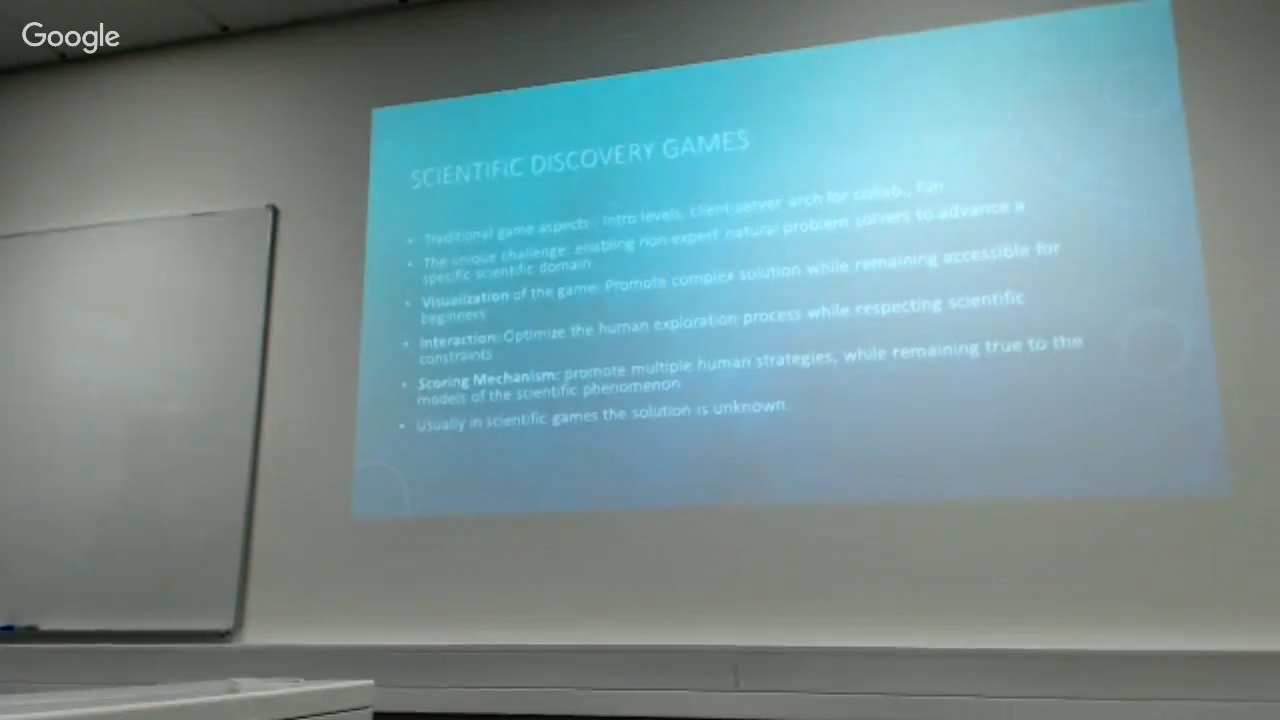 Google
SCIENTIFIC DISCOVERY GAMES
• Traditional game aspects: Intro levels, client-server arch for collab., fun
• The unique challenge: enabling non-expert natural problem solvers to advance a
specific scientific domain
• Visualization of the game: Promote complex solution while remaining accessible for
beginners
• Interaction: Optimize the human exploration process while respecting scientific
constraints
• Scoring Mechanism: promote multiple human strategies, while remaining true to the
models of the scientific phenomenon
• Usually in scientific games the solution is unknown.